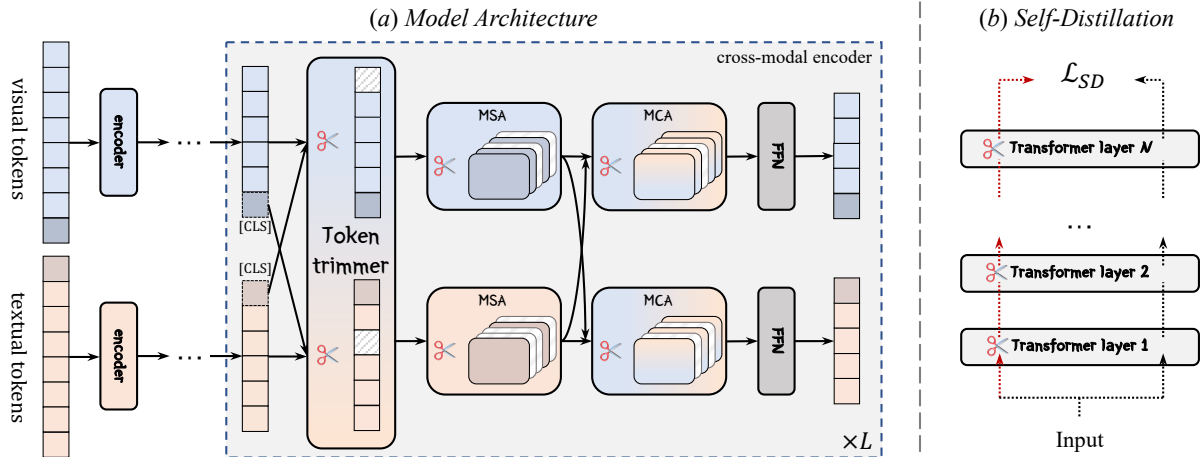 (a) Model Architecture
(b) Self-Distillation
cross-modal encoder
visual tokens
encoder
...
[CLS]
[CLS]
Token
trimmer
MSA
MCA
FFN
textual tokens
encoder
...
MSA
MCA
FFN
×L
ℒSD
Transformer layer N
...
Transformer layer 2
Transformer layer 1
Input